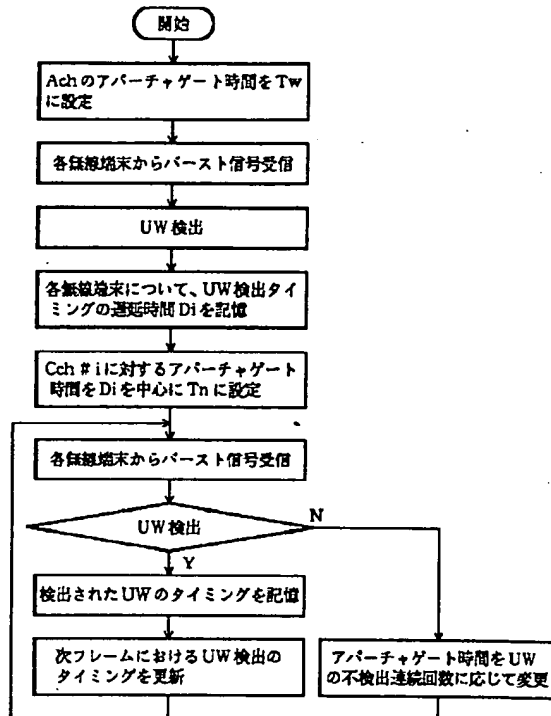 開始
Achのアパーチャゲート時間をTw
に設定
各無線端末からバースト信号受信
UW検出
各無線端末について、UW検出タイ
ミングの遅延時間Diを記憶
Cch # iに対するアパーチャゲート
時間をDiを中心にTnに設定
各無線端末からバースト信号受信
UW検出
N
Y
検出されたUWのタイミングを記憶
次フレームにおけるUW検出の
タイミングを更新
アパーチャゲート時間をUW
の不検出連続回数に応じて変更